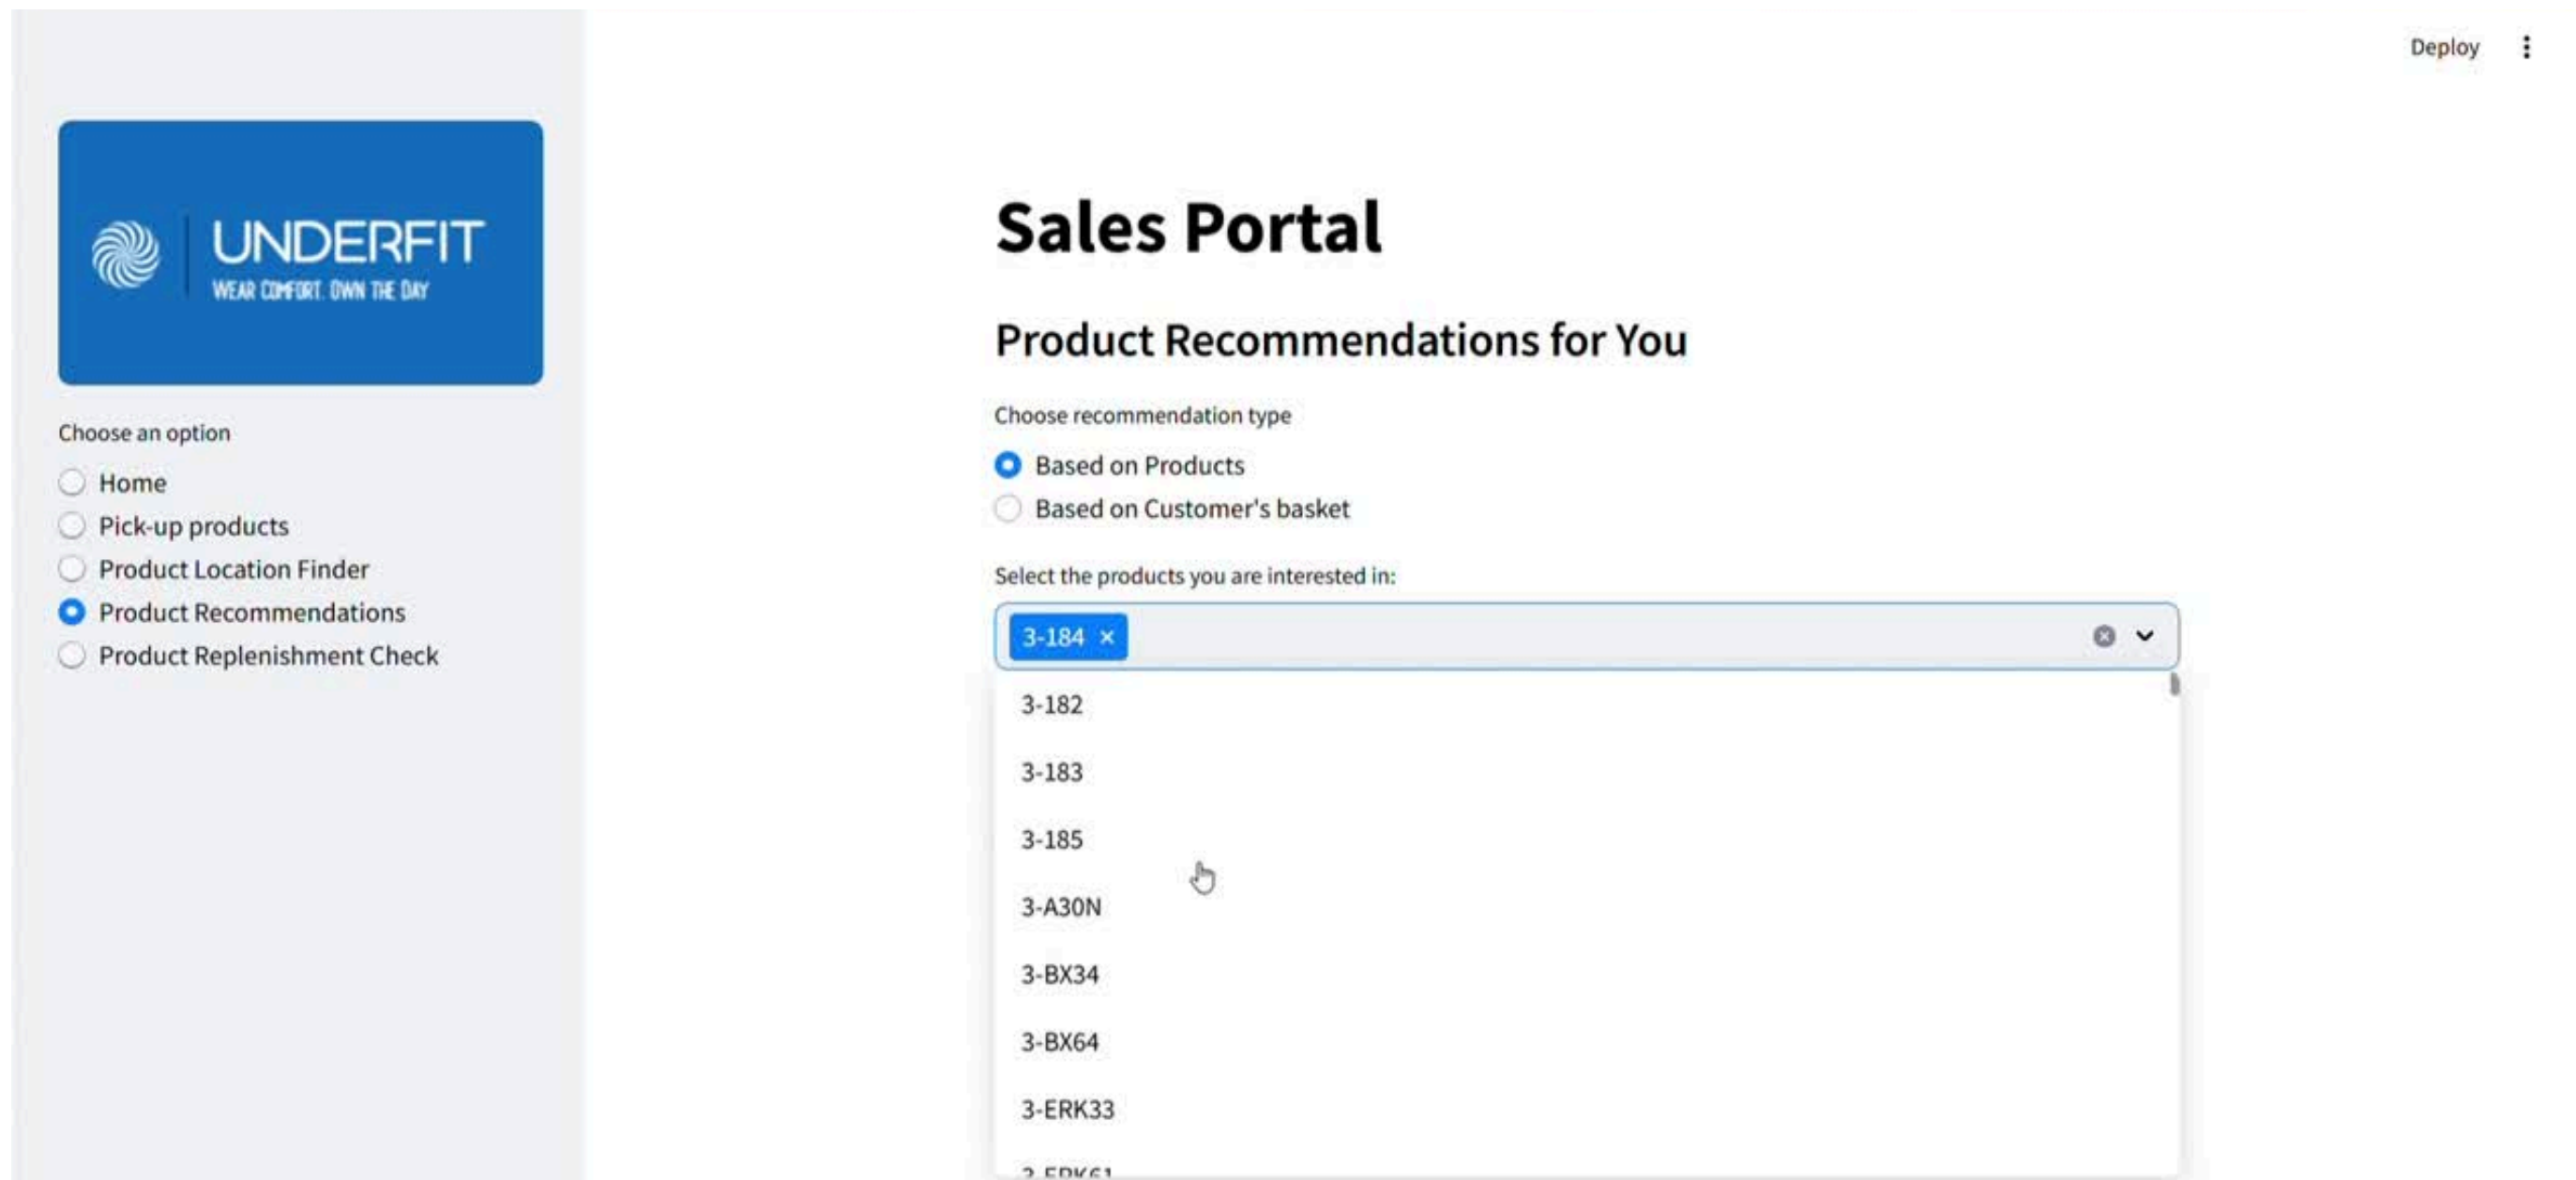 Deploy
UNDERFIT
WEAR COMFORT. OWN THE DAY
Choose an option
Home
Pick-up products
Product Location Finder
Product Recommendations
Product Replenishment Check
Sales Portal
Product Recommendations for You
Choose recommendation type
Based on Products
Based on Customer's basket
Select the products you are interested in:
3-184
3-182
3-183
3-185
3-A30N
3-BX34
3-BX64
3-ERK33